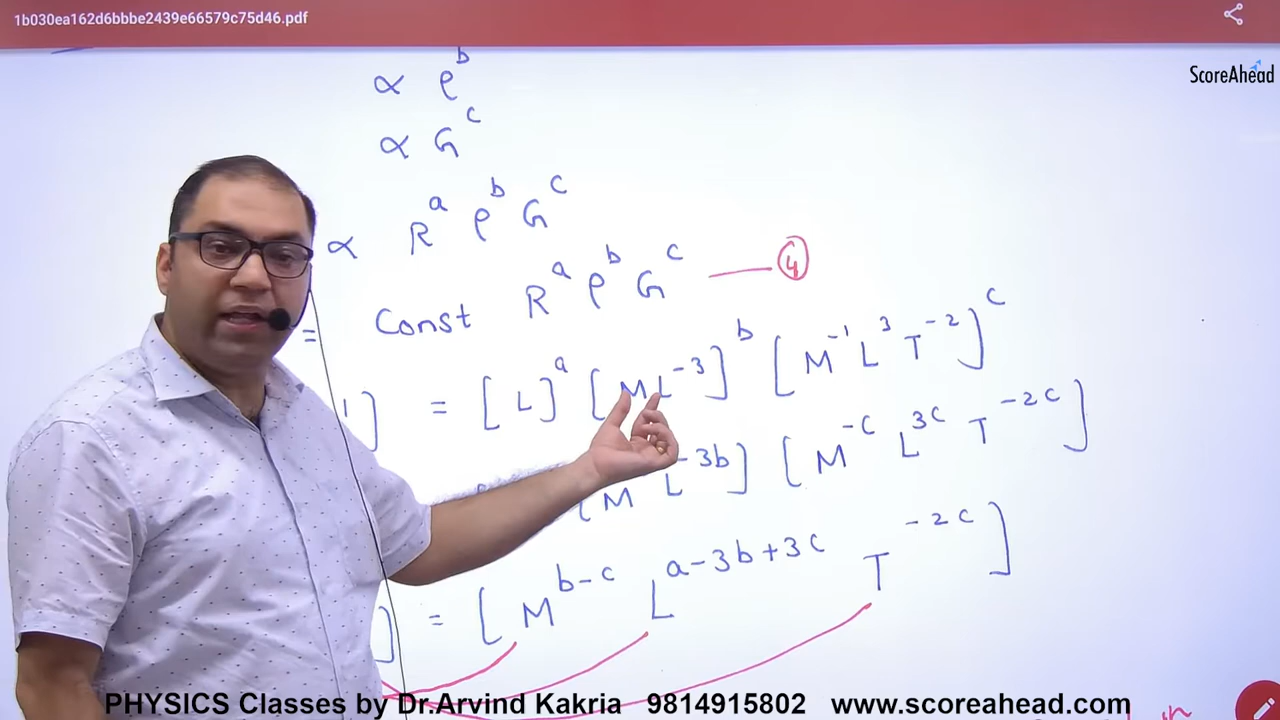 1b030ea162d6bbbe2439e66579c75d46.pdf
ScoreAhead
∝ ρ^b
∝ G^c
∝ R^a ρ^b G^c
= Const R^a ρ^b G^c — ④
1] = [L]^a [ML^-3]^b [M^-1 L^3 T^-2]^c
[M L^-3b] [M^-c L^3c T^-2c]
] = [M^b-c L^a-3b+3c T^-2c]
PHYSICS Classes by Dr.Arvind Kakria 9814915802 www.scoreahead.com